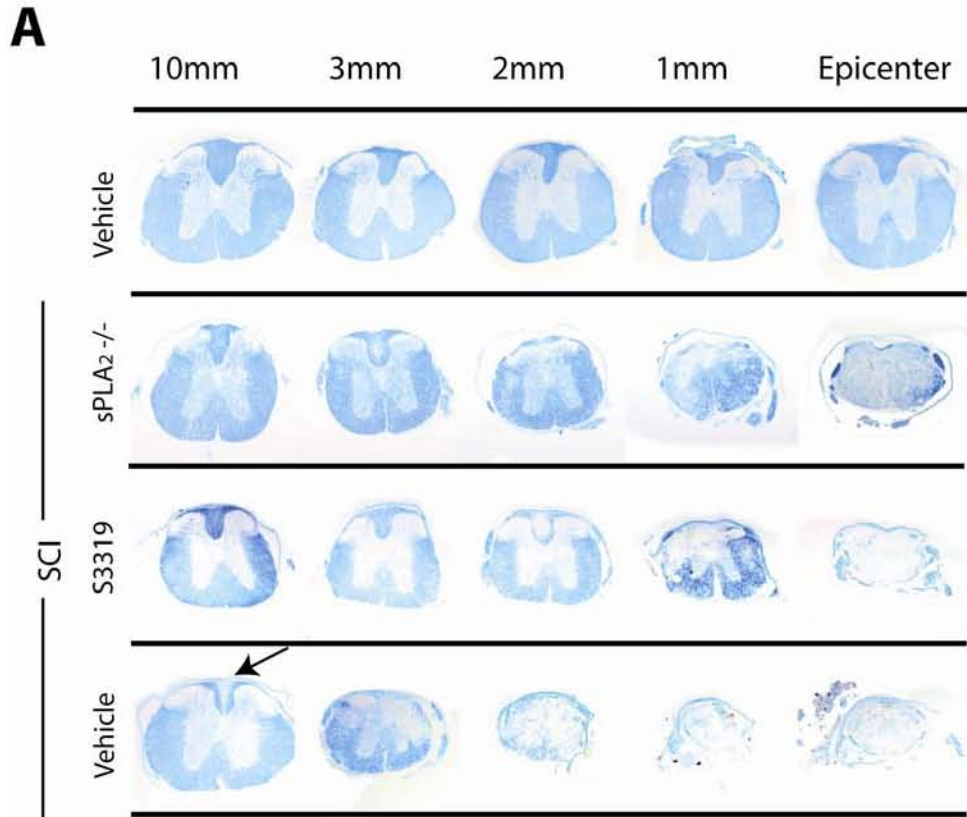 A
10mm 3mm 2mm 1mm Epicenter
Vehicle
sPLA2 -/-
S3319
Vehicle
SCI